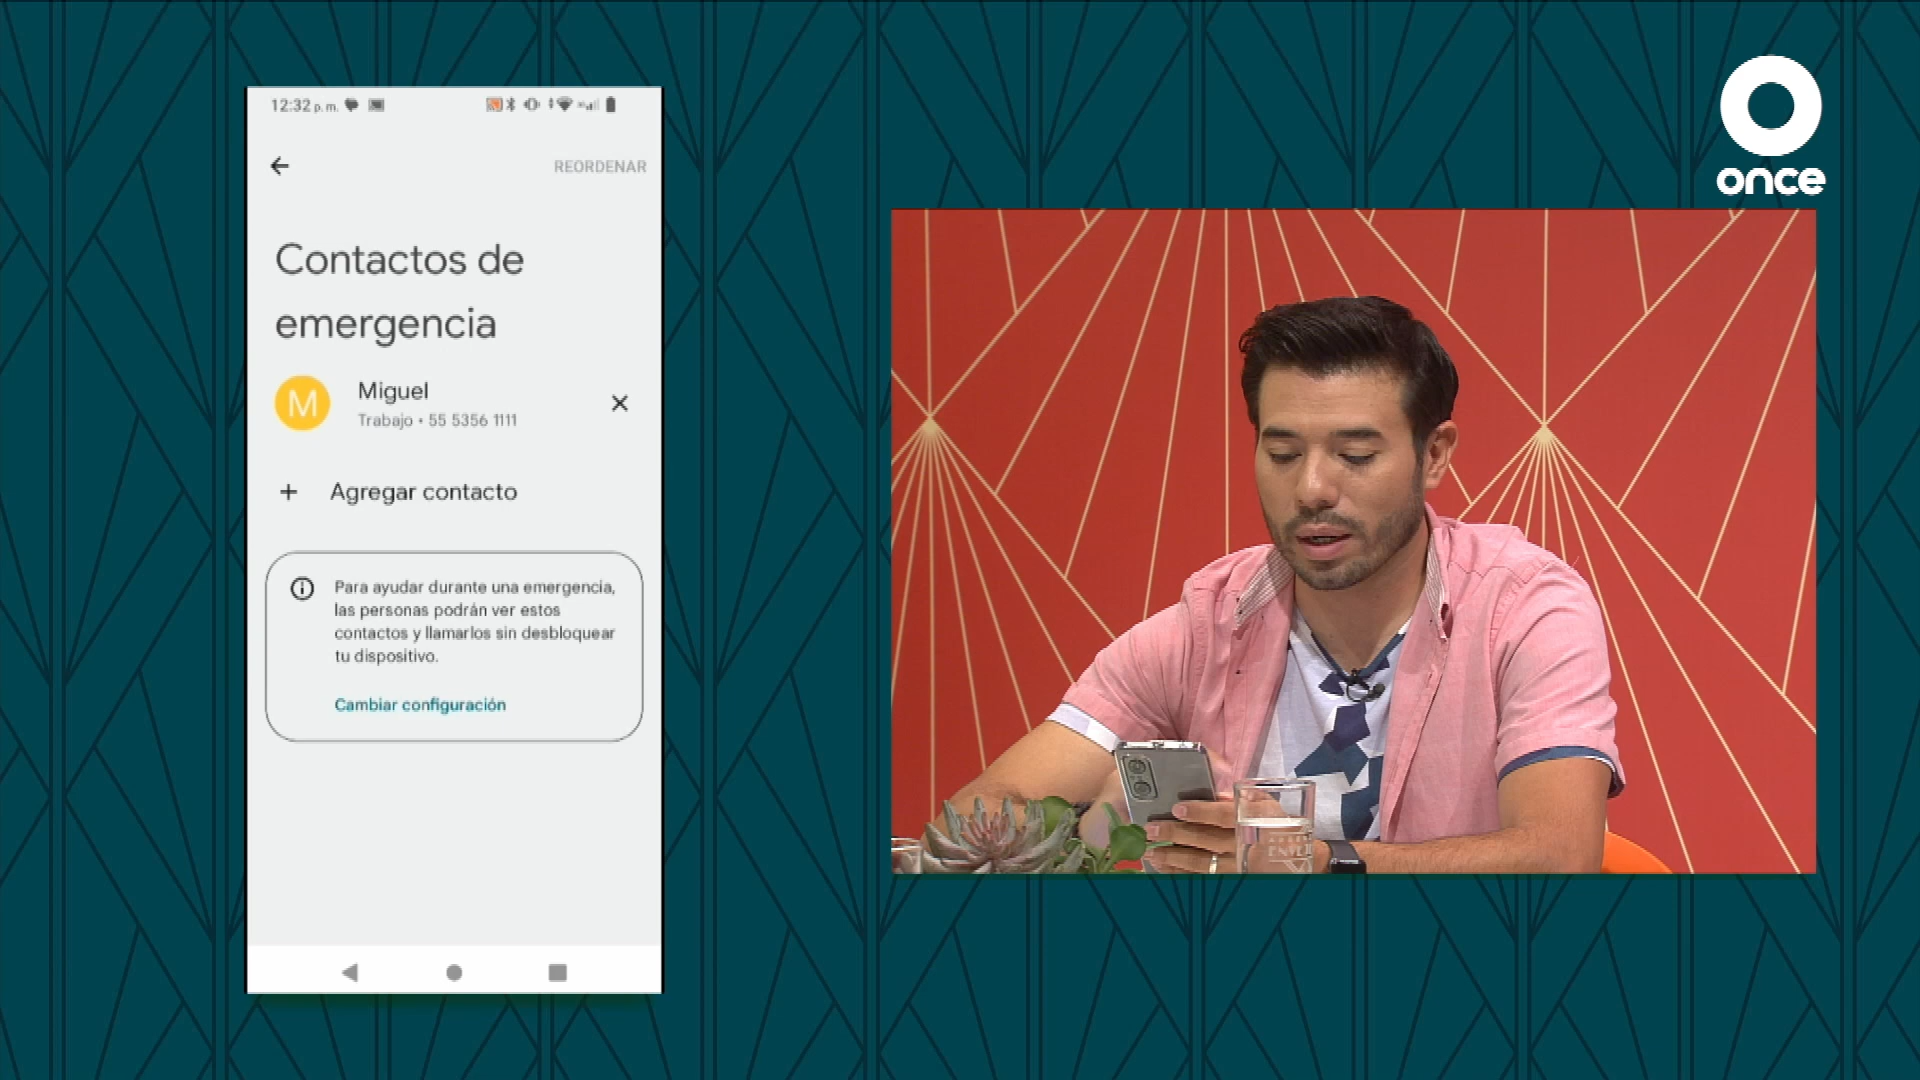 12:32 p. m.
REORDENAR
Contactos de
emergencia
M
Miguel
Trabajo • 55 5356 1111
Agregar contacto
Para ayudar durante una emergencia,
las personas podrán ver estos
contactos y llamarlos sin desbloquear
tu dispositivo.
Cambiar configuración
once